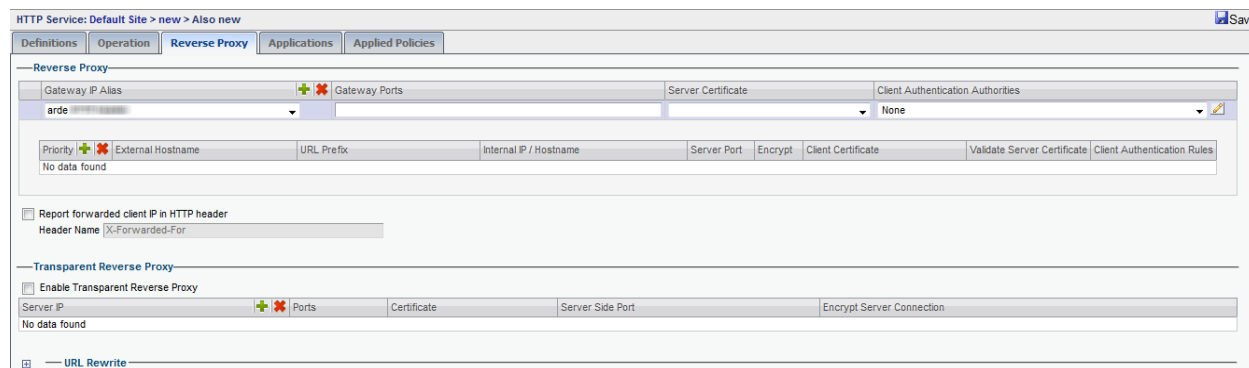 HTTP Service: Default Site > new > Also new
Sav
Definitions Operation Reverse Proxy Applications Applied Policies
Reverse Proxy
Gateway IP Alias Gateway Ports Server Certificate Client Authentication Authorities
arde None
Priority External Hostname URL Prefix Internal IP / Hostname Server Port Encrypt Client Certificate Validate Server Certificate Client Authentication Rules
No data found
Report forwarded client IP in HTTP header
Header Name X-Forwarded-For
Transparent Reverse Proxy
Enable Transparent Reverse Proxy
Server IP Ports Certificate Server Side Port Encrypt Server Connection
No data found
URL Rewrite